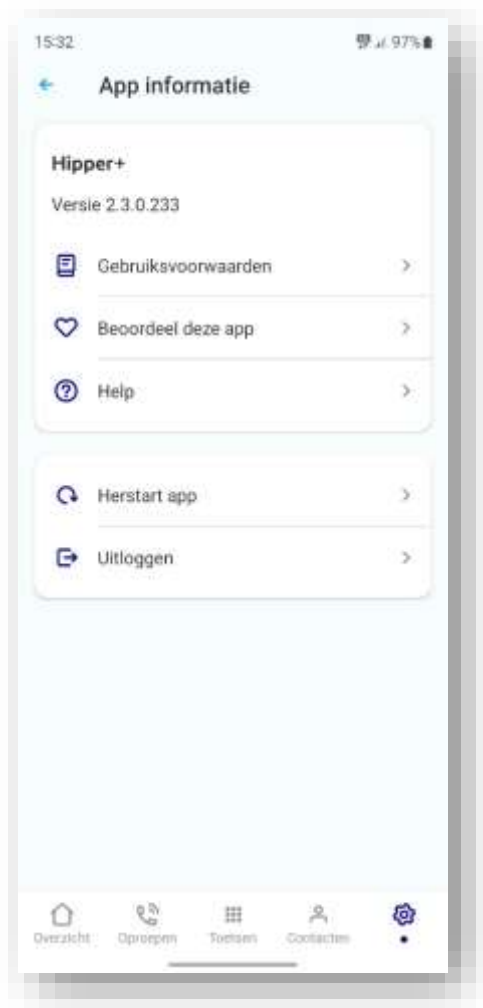 15:32
97%
App informatie
Hipper+
Versie 2.3.0.233
Gebruiksvoorwaarden
Beoordeel deze app
Help
Herstart app
Uitloggen
Overzicht
Oproepen
Toetsen
Contacten